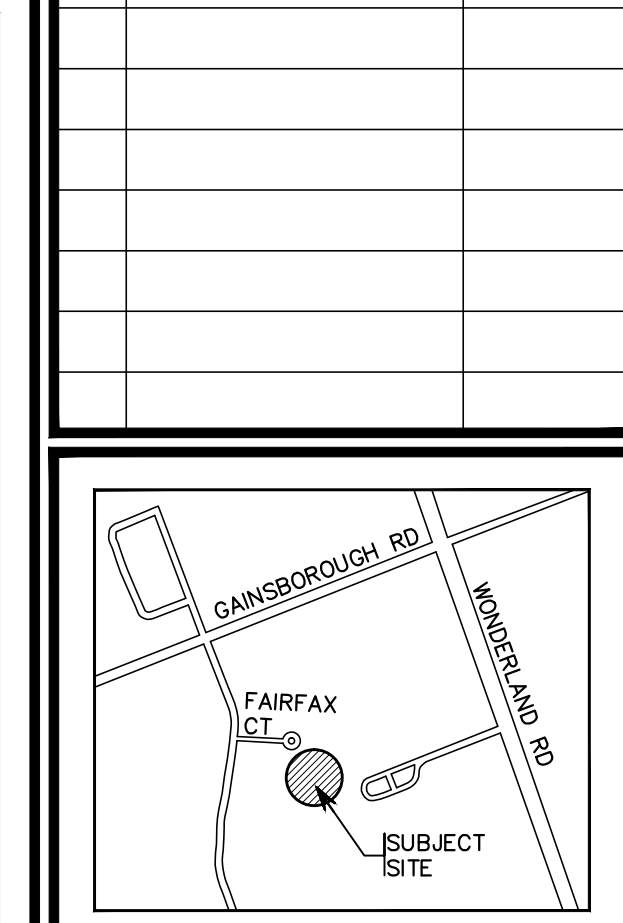 GAINSBOROUGH RD
WONDERLAND RD
FAIRFAX
CT
SUBJECT
SITE